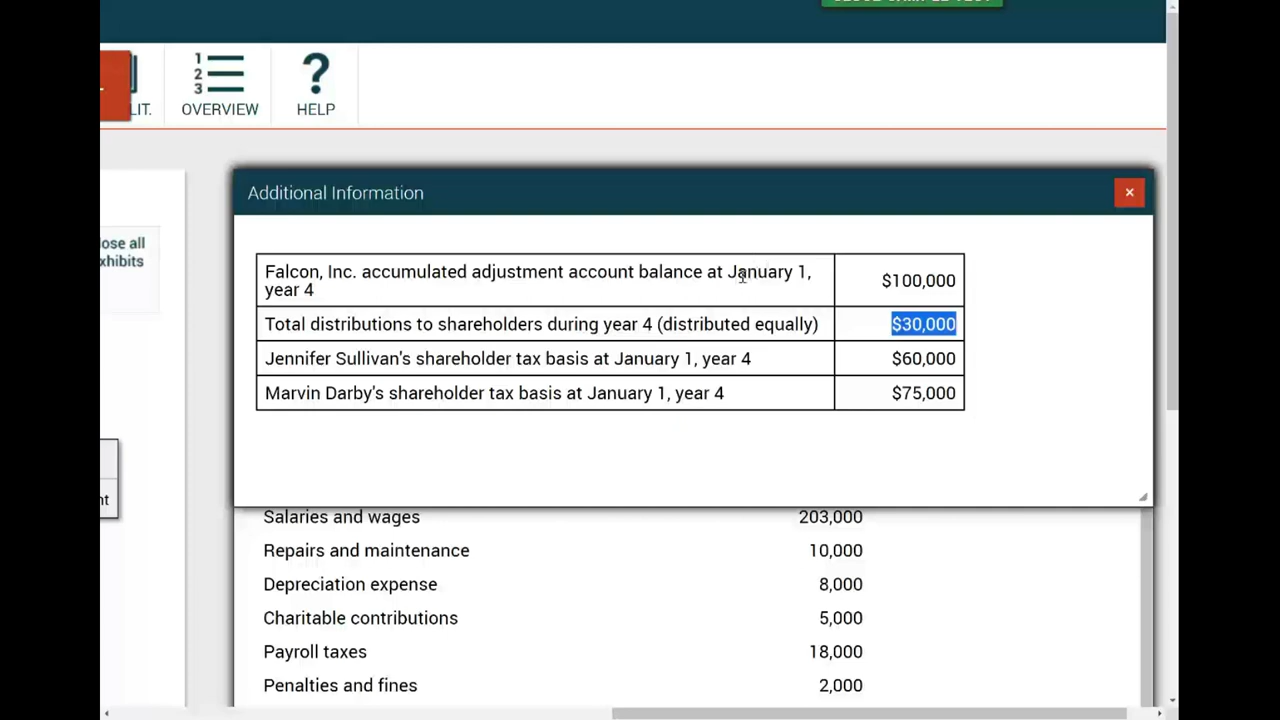 1
2
3
LIT.
OVERVIEW
?
HELP
Additional Information
×
lose all
xhibits
Falcon, Inc. accumulated adjustment account balance at January 1,
year 4
$100,000
Total distributions to shareholders during year 4 (distributed equally)
$30,000
Jennifer Sullivan's shareholder tax basis at January 1, year 4
$60,000
Marvin Darby's shareholder tax basis at January 1, year 4
$75,000
nt
Salaries and wages
203,000
Repairs and maintenance
10,000
Depreciation expense
8,000
Charitable contributions
5,000
Payroll taxes
18,000
Penalties and fines
2,000